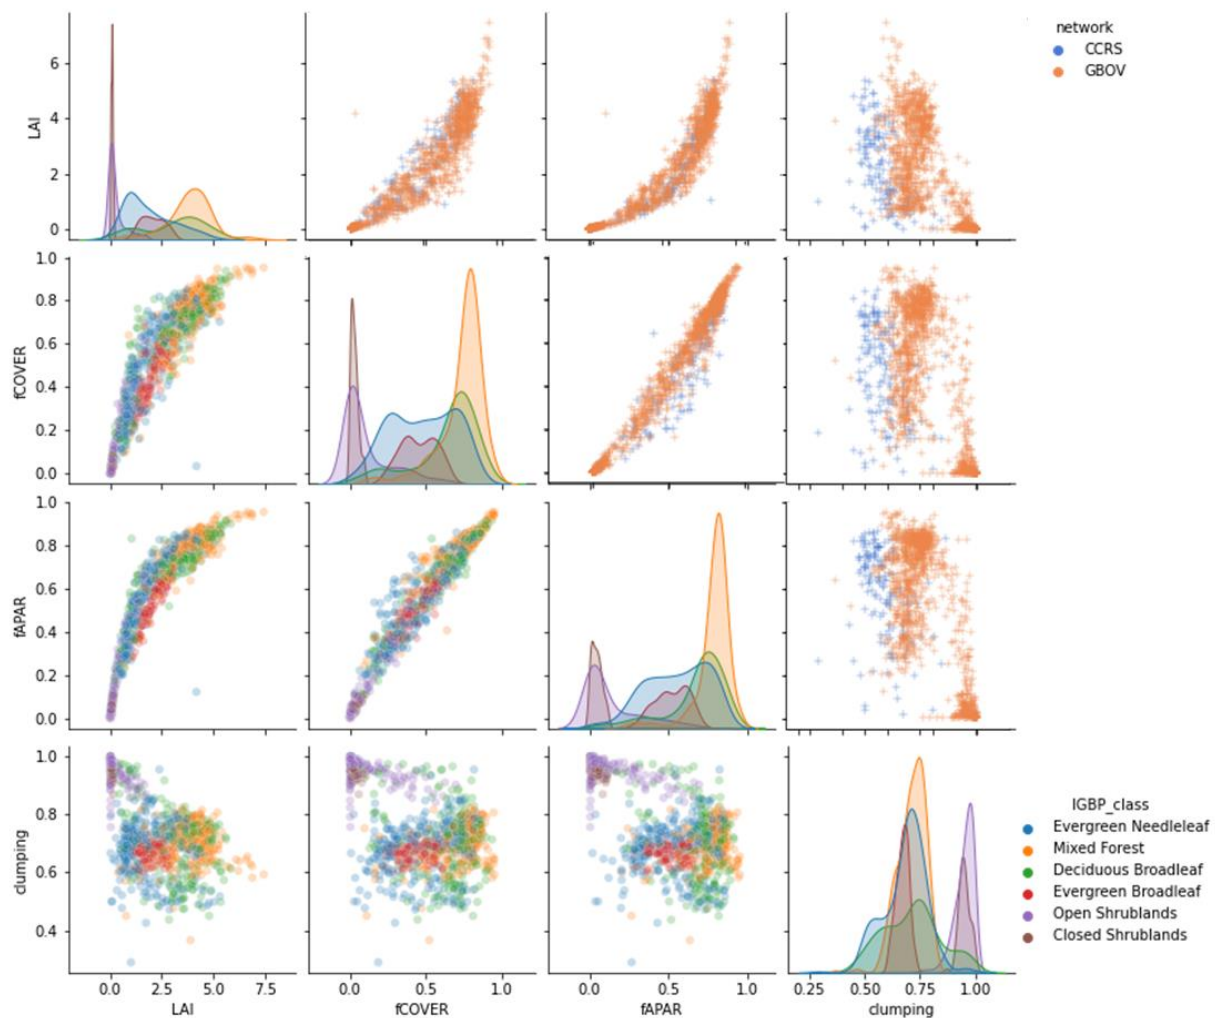 network
CCRS
GBOV
LAI
6
4
2
0
fCOVER
1.0
0.8
0.6
0.4
0.2
0.0
fAPAR
1.0
0.8
0.6
0.4
0.2
0.0
clumping
1.0
0.8
0.6
0.4
IGBP_class
Evergreen Needleleaf
Mixed Forest
Deciduous Broadleaf
Evergreen Broadleaf
Open Shrublands
Closed Shrublands
0.0 2.5 5.0 7.5 0.0 0.5 1.0 0.0 0.5 1.0 0.25 0.50 0.75 1.00
LAI fCOVER fAPAR clumping